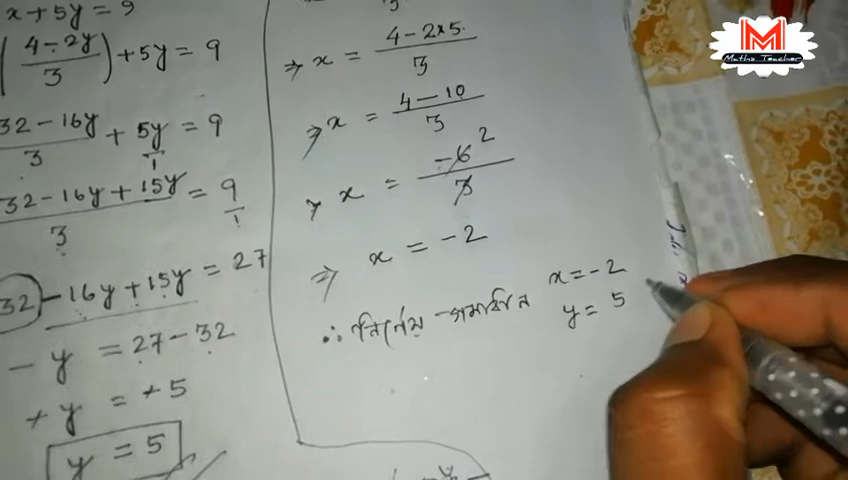 x + 5y = 9
(4 - 2y / 3) + 5y = 9
32 - 16y / 3 + 5y / 1 = 9
32 - 16y + 15y / 3 = 9 / 1
32 - 16y + 15y = 27
- y = 27 - 32
+ y = + 5
y = 5
3
⇒ x = 4 - 2×5 / 3
⇒ x = 4 - 10 / 3
⇒ x = -6 2 / 3
⇒ x = -2
∴ নির্ণেয় সমাধান x = -2
y = 5
M
Maths Teacher